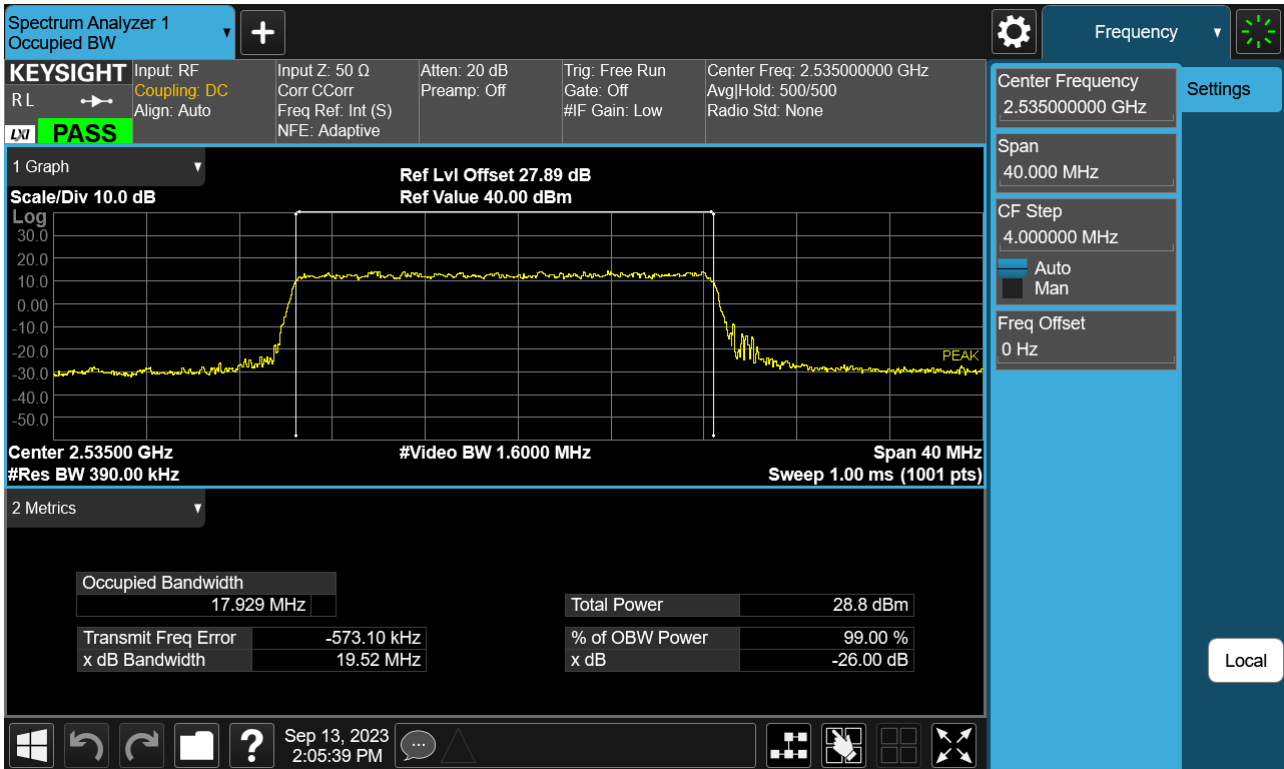 Spectrum Analyzer 1
Occupied BW
+
Frequency
KEYSIGHT
R L
LXI
PASS
Input: RF
Coupling: DC
Align: Auto
Input Z: 50 Ω
Corr CCorr
Freq Ref: Int (S)
NFE: Adaptive
Atten: 20 dB
Preamp: Off
Trig: Free Run
Gate: Off
#IF Gain: Low
Center Freq: 2.535000000 GHz
Avg|Hold: 500/500
Radio Std: None
Center Frequency
2.535000000 GHz
Settings
Span
40.000 MHz
CF Step
4.000000 MHz
Auto
Man
Freq Offset
0 Hz
Local
1 Graph
Ref Lvl Offset 27.89 dB
Scale/Div 10.0 dB
Ref Value 40.00 dBm
Log
30.0
20.0
10.0
0.00
-10.0
-20.0
-30.0
-40.0
-50.0
PEAK
Center 2.53500 GHz
#Video BW 1.6000 MHz
Span 40 MHz
#Res BW 390.00 kHz
Sweep 1.00 ms (1001 pts)
2 Metrics
Occupied Bandwidth
17.929 MHz
Total Power 28.8 dBm
Transmit Freq Error -573.10 kHz
% of OBW Power 99.00 %
x dB Bandwidth 19.52 MHz
x dB -26.00 dB
?
Sep 13, 2023
2:05:39 PM